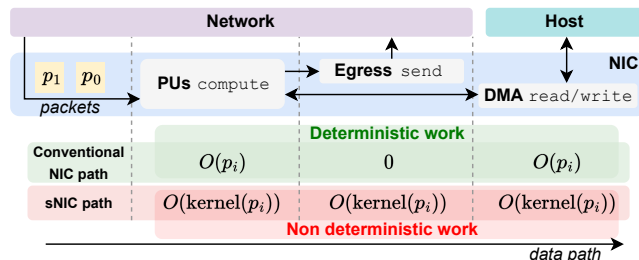 Network Host
NIC
p₁ p₀
packets
PUs compute
Egress send
DMA read/write
Deterministic work
Conventional NIC path O(pᵢ) 0 O(pᵢ)
sNIC path O(kernel(pᵢ)) O(kernel(pᵢ)) O(kernel(pᵢ))
Non deterministic work
data path